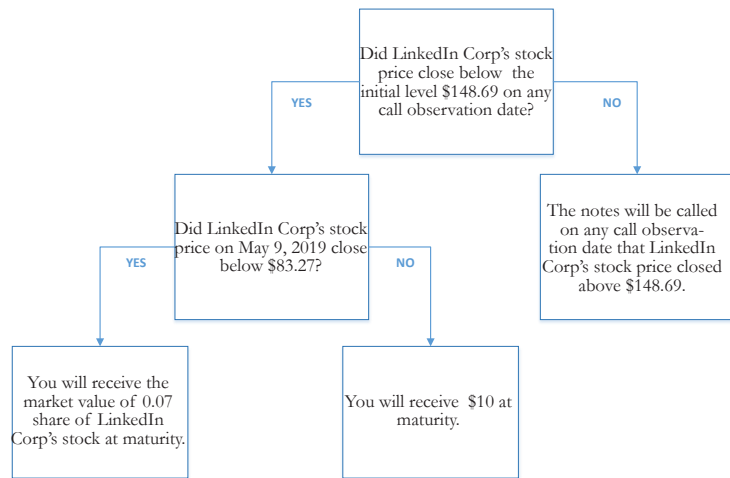 Did LinkedIn Corp's stock
price close below the
initial level $148.69 on any
call observation date?
YES
NO
Did LinkedIn Corp's stock
price on May 9, 2019 close
below $83.27?
The notes will be called
on any call observa-
tion date that LinkedIn
Corp's stock price closed
above $148.69.
YES
NO
You will receive the
market value of 0.07
share of LinkedIn
Corp's stock at maturity.
You will receive $10 at
maturity.